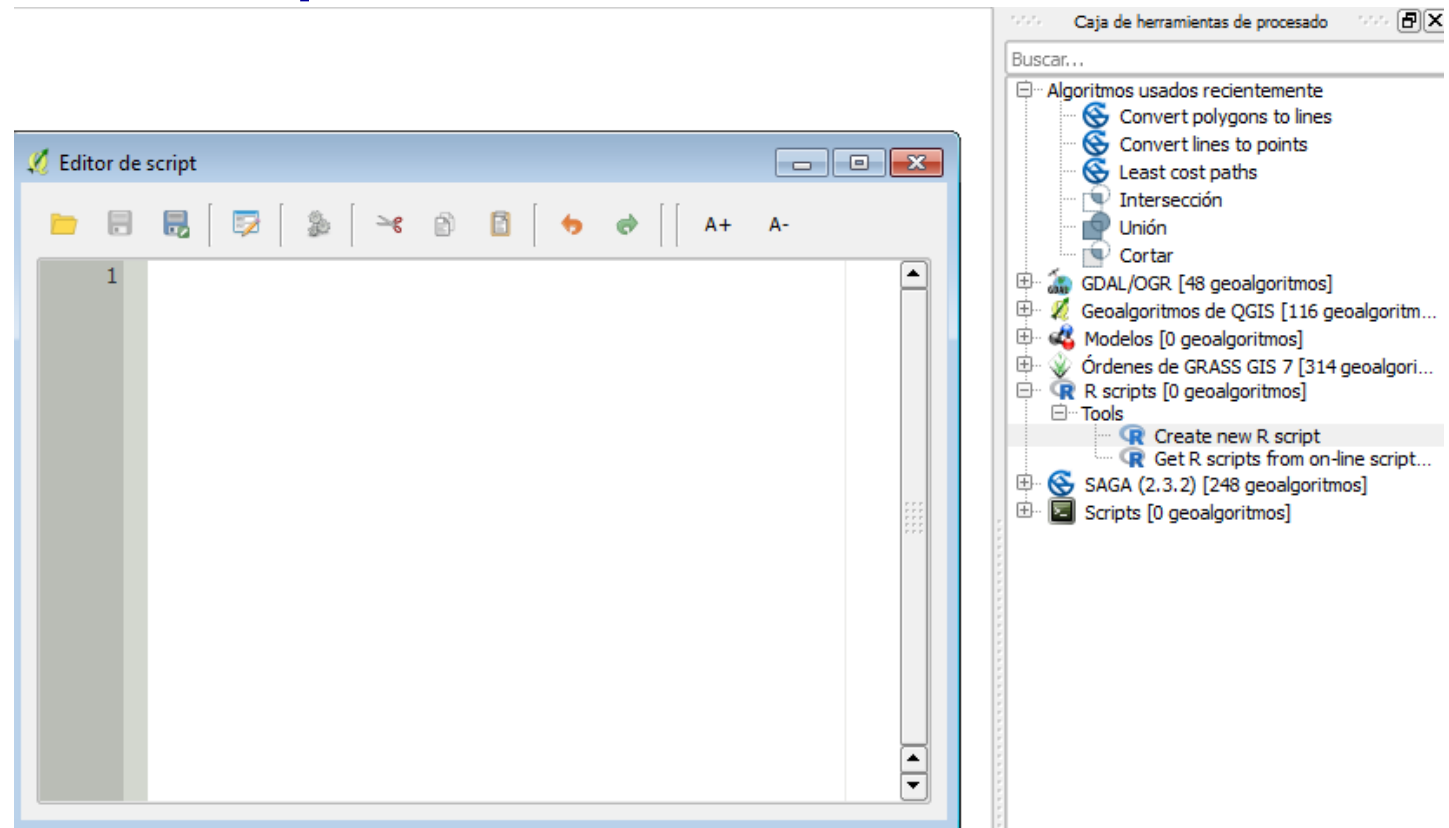 Editor de script
A+ A-
1
Caja de herramientas de procesado
Buscar...
Algoritmos usados recientemente
Convert polygons to lines
Convert lines to points
Least cost paths
Intersección
Unión
Cortar
GDAL/OGR [48 geoalgoritmos]
Geoalgoritmos de QGIS [116 geoalgoritm...
Modelos [0 geoalgoritmos]
Órdenes de GRASS GIS 7 [314 geoalgori...
R scripts [0 geoalgoritmos]
Tools
Create new R script
Get R scripts from on-line script...
SAGA (2.3.2) [248 geoalgoritmos]
Scripts [0 geoalgoritmos]